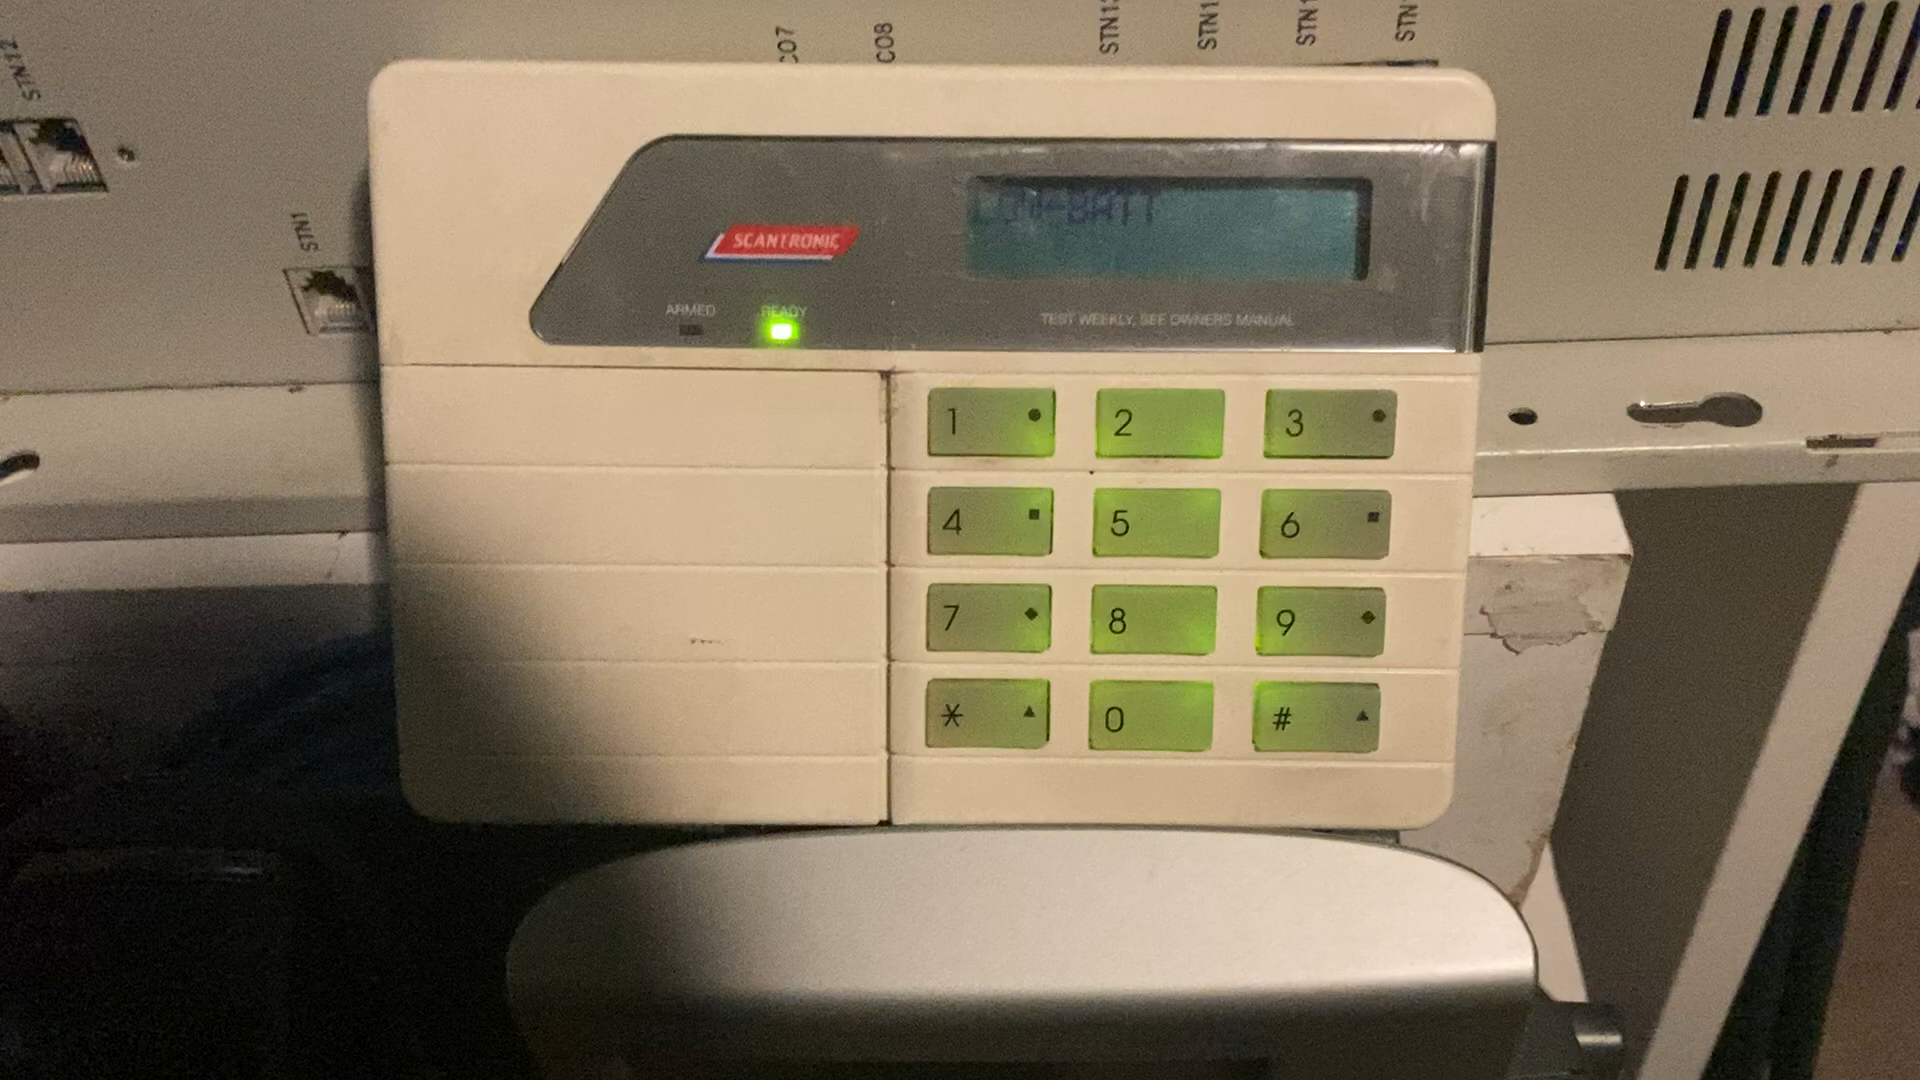 CO7
CO8
STN12
STN1
SCANTRONIC
LOW-BATT
ARMED
READY
TEST WEEKLY, SEE OWNERS MANUAL
1
2
3
4
5
6
7
8
9
*
0
#